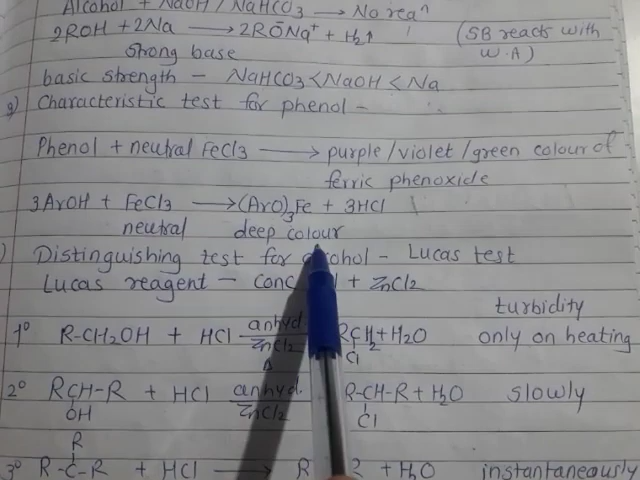 Alcohol + NaOH / NaHCO3 → No reaⁿ
2ROH + 2Na → 2RŌNa⁺ + H2↑ (SB reacts with W.A)
strong base
basic strength - NaHCO3 < NaOH < Na
g) Characteristic test for phenol -
Phenol + neutral FeCl3 → purple/violet/green colour of
ferric phenoxide
3ArOH + FeCl3 → (ArO)3Fe + 3HCl
neutral deep colour
) Distinguishing test for alcohol - Lucas test
Lucas reagent - Conc + ZnCl2
turbidity
1° R-CH2OH + HCl anhyd. ZnCl2 Δ RCH2 + H2O only on heating
Cl
2° RCH-R + HCl anhyd. ZnCl2 R-CH-R + H2O slowly
OH Cl
R
3° R-C-R + HCl → R + H2O instantaneously